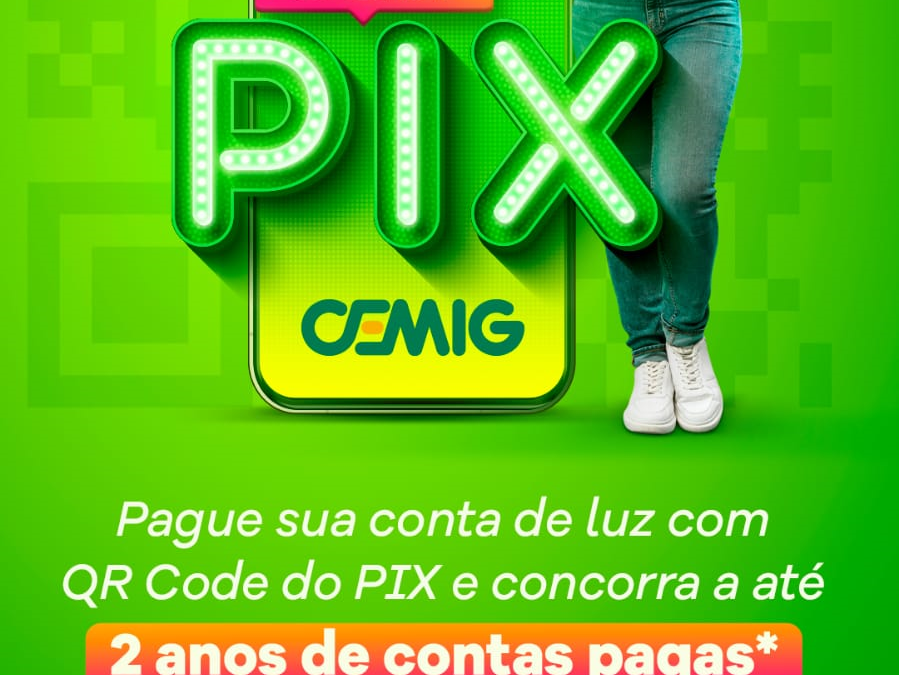 PIX
CEMIG
Pague sua conta de luz com
QR Code do PIX e concorra a até
2 anos de contas pagas*